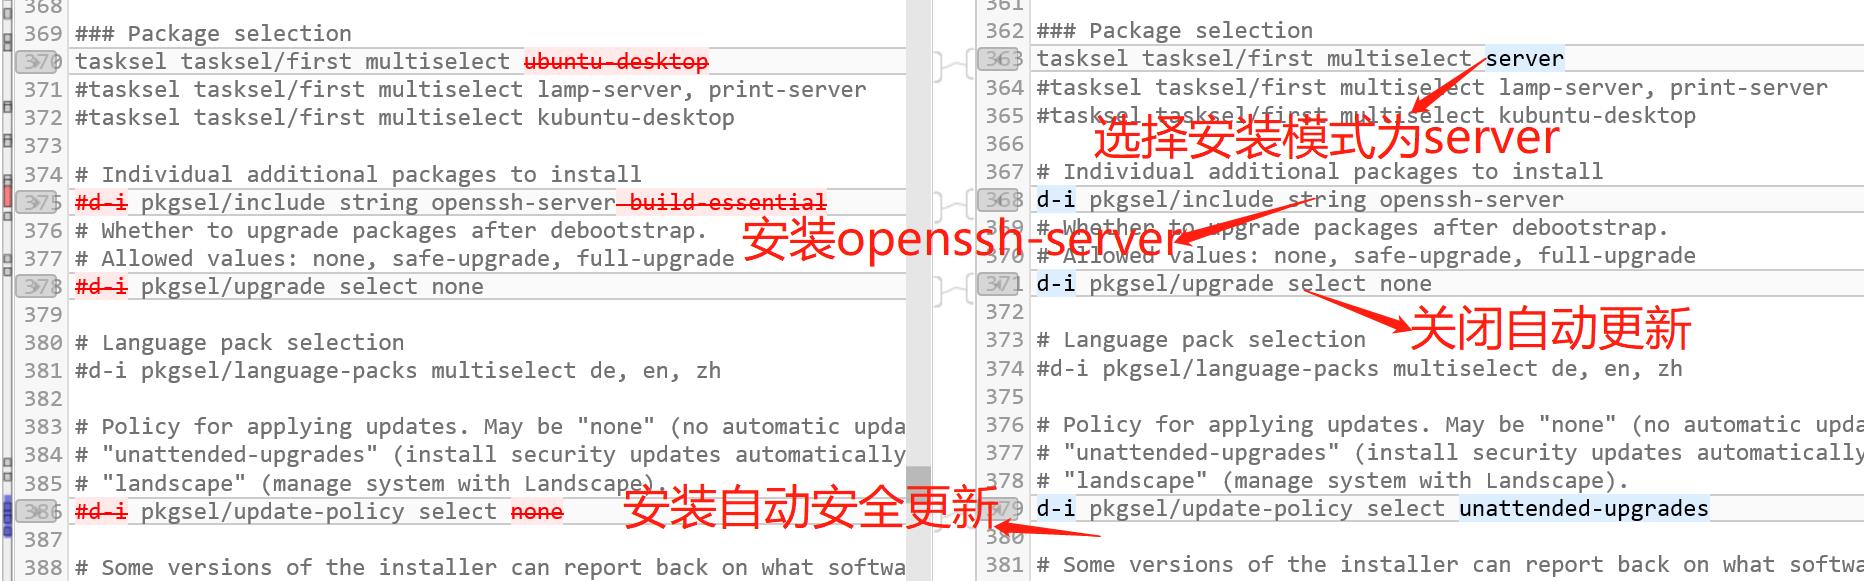 368
369 ### Package selection
370 tasksel tasksel/first multiselect ubuntu-desktop
371 #tasksel tasksel/first multiselect lamp-server, print-server
372 #tasksel tasksel/first multiselect kubuntu-desktop
373
374 # Individual additional packages to install
375 #d-i pkgsel/include string openssh-server build-essential
376 # Whether to upgrade packages after debootstrap.
377 # Allowed values: none, safe-upgrade, full-upgrade
378 #d-i pkgsel/upgrade select none
379
380 # Language pack selection
381 #d-i pkgsel/language-packs multiselect de, en, zh
382
383 # Policy for applying updates. May be "none" (no automatic upda
384 # "unattended-upgrades" (install security updates automatically
385 # "landscape" (manage system with Landscape).
386 #d-i pkgsel/update-policy select none
387
388 # Some versions of the installer can report back on what softwa
安装openssh-server
安装自动安全更新
361
362 ### Package selection
363 tasksel tasksel/first multiselect server
364 #tasksel tasksel/first multiselect lamp-server, print-server
365 #tasksel tasksel/first multiselect kubuntu-desktop
选择安装模式为server
366
367 # Individual additional packages to install
368 d-i pkgsel/include string openssh-server
369 # Whether to upgrade packages after debootstrap.
370 # Allowed values: none, safe-upgrade, full-upgrade
371 d-i pkgsel/upgrade select none
372
关闭自动更新
373 # Language pack selection
374 #d-i pkgsel/language-packs multiselect de, en, zh
375
376 # Policy for applying updates. May be "none" (no automatic upda
377 # "unattended-upgrades" (install security updates automatically
378 # "landscape" (manage system with Landscape).
379 d-i pkgsel/update-policy select unattended-upgrades
380
381 # Some versions of the installer can report back on what softwa